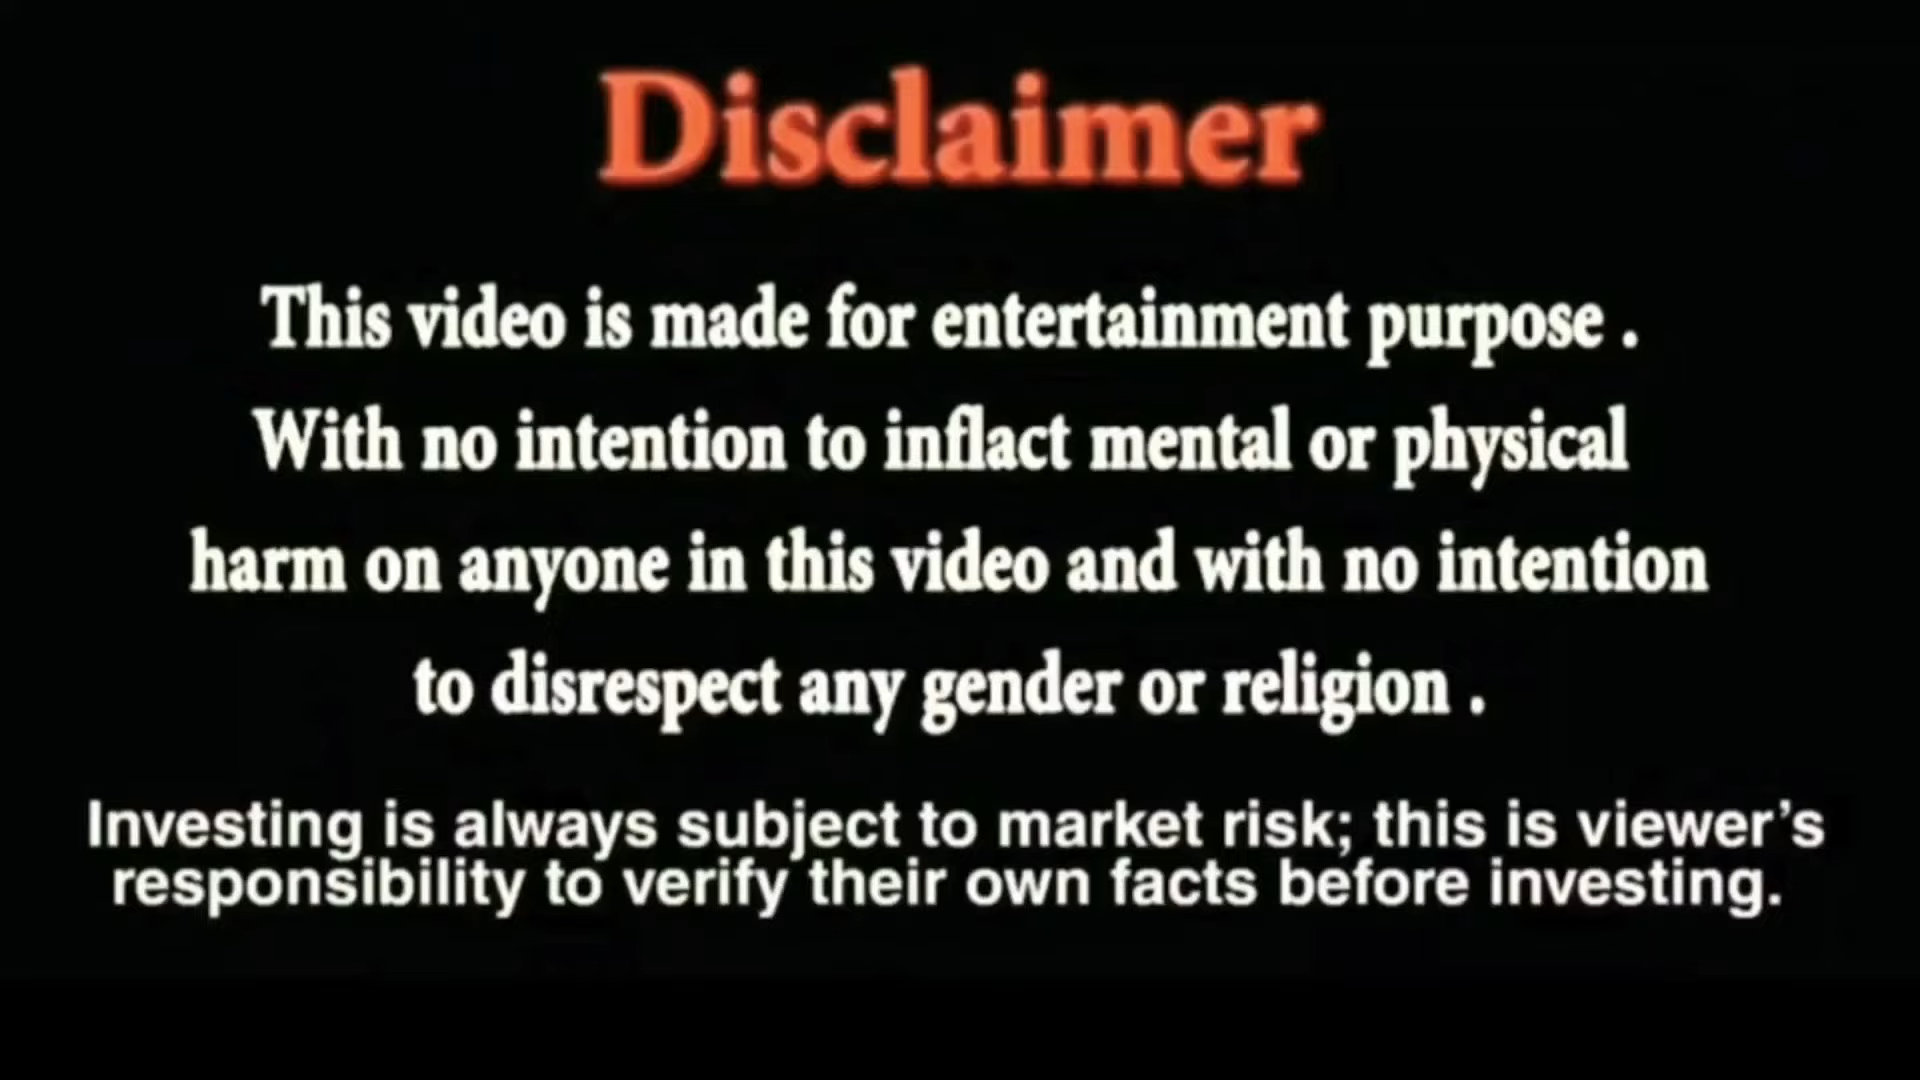 Disclaimer
This video is made for entertainment purpose .
With no intention to inflact mental or physical
harm on anyone in this video and with no intention
to disrespect any gender or religion .
Investing is always subject to market risk; this is viewer’s
responsibility to verify their own facts before investing.